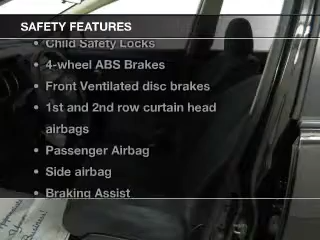 SAFETY FEATURES
• Child Safety Locks
• 4-wheel ABS Brakes
• Front Ventilated disc brakes
• 1st and 2nd row curtain head
airbags
• Passenger Airbag
• Side airbag
• Braking Assist